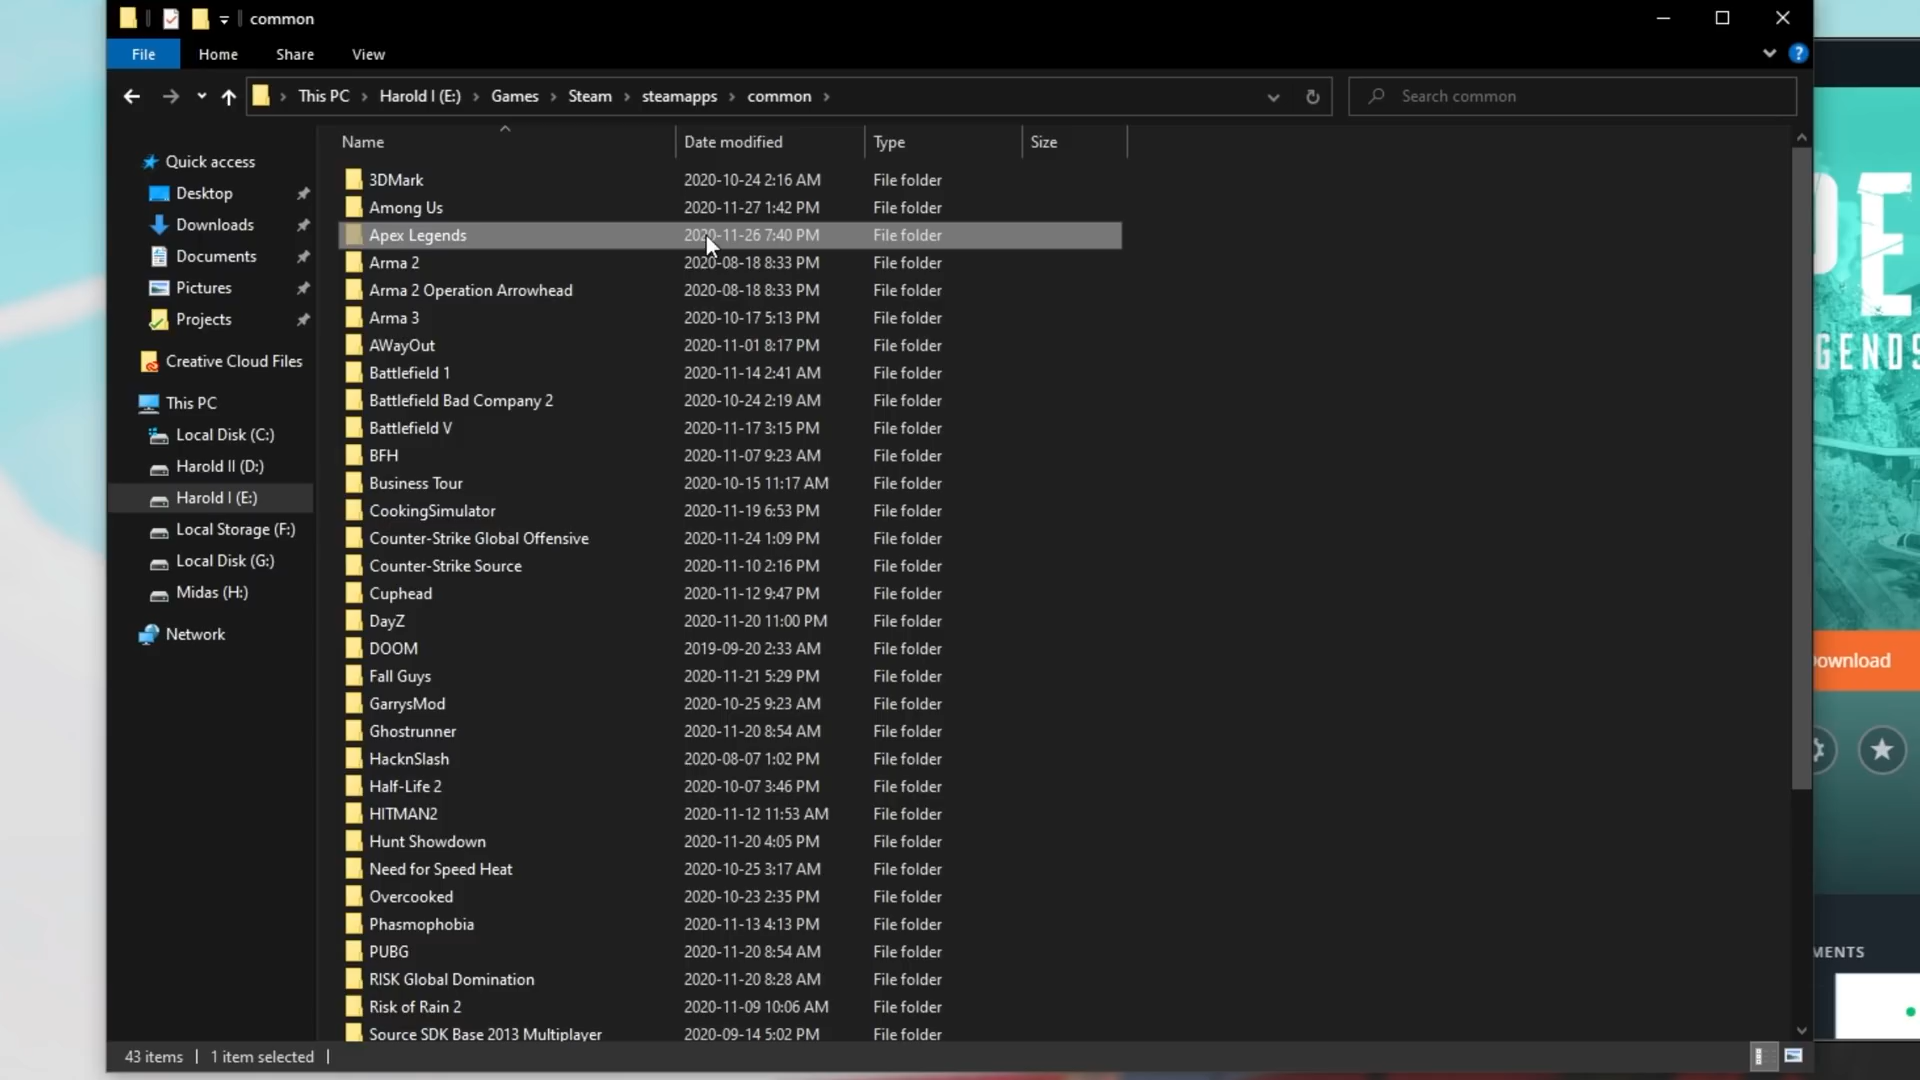 common
File Home Share View
This PC Harold I (E:) Games Steam steamapps common
Search common
Name Date modified Type Size
Quick access
Desktop
Downloads
Documents
Pictures
Projects
Creative Cloud Files
This PC
Local Disk (C:)
Harold II (D:)
Harold I (E:)
Local Storage (F:)
Local Disk (G:)
Midas (H:)
Network
3DMark 2020-10-24 2:16 AM File folder
Among Us 2020-11-27 1:42 PM File folder
Apex Legends 2020-11-26 7:40 PM File folder
Arma 2 2020-08-18 8:33 PM File folder
Arma 2 Operation Arrowhead 2020-08-18 8:33 PM File folder
Arma 3 2020-10-17 5:13 PM File folder
AWayOut 2020-11-01 8:17 PM File folder
Battlefield 1 2020-11-14 2:41 AM File folder
Battlefield Bad Company 2 2020-10-24 2:19 AM File folder
Battlefield V 2020-11-17 3:15 PM File folder
BFH 2020-11-07 9:23 AM File folder
Business Tour 2020-10-15 11:17 AM File folder
CookingSimulator 2020-11-19 6:53 PM File folder
Counter-Strike Global Offensive 2020-11-24 1:09 PM File folder
Counter-Strike Source 2020-11-10 2:16 PM File folder
Cuphead 2020-11-12 9:47 PM File folder
DayZ 2020-11-20 11:00 PM File folder
DOOM 2019-09-20 2:33 AM File folder
Fall Guys 2020-11-21 5:29 PM File folder
GarrysMod 2020-10-25 9:23 AM File folder
Ghostrunner 2020-11-20 8:54 AM File folder
HacknSlash 2020-08-07 1:02 PM File folder
Half-Life 2 2020-10-07 3:46 PM File folder
HITMAN2 2020-11-12 11:53 AM File folder
Hunt Showdown 2020-11-20 4:05 PM File folder
Need for Speed Heat 2020-10-25 3:17 AM File folder
Overcooked 2020-10-23 2:35 PM File folder
Phasmophobia 2020-11-13 4:13 PM File folder
PUBG 2020-11-20 8:54 AM File folder
RISK Global Domination 2020-11-20 8:28 AM File folder
Risk of Rain 2 2020-11-09 10:06 AM File folder
Source SDK Base 2013 Multiplayer 2020-09-14 5:02 PM File folder
43 items 1 item selected
PE
GENDS
ownload
MENTS